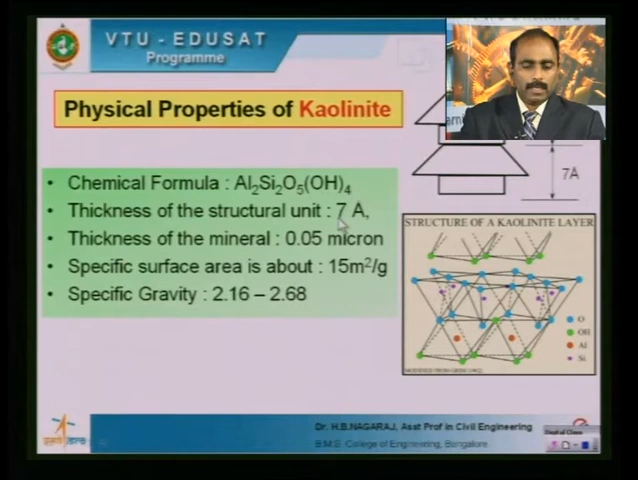 VTU - EDUSAT
Programme
Physical Properties of Kaolinite
• Chemical Formula : Al₂Si₂O₅(OH)₄
• Thickness of the structural unit : 7 A,
• Thickness of the mineral : 0.05 micron
• Specific surface area is about : 15m²/g
• Specific Gravity : 2.16 – 2.68
7A
STRUCTURE OF A KAOLINITE LAYER
O
OH
Al
Si
Dr. H.B.NAGARAJ, Asst Prof in Civil Engineering
B.M.S. College of Engineering, Bangalore